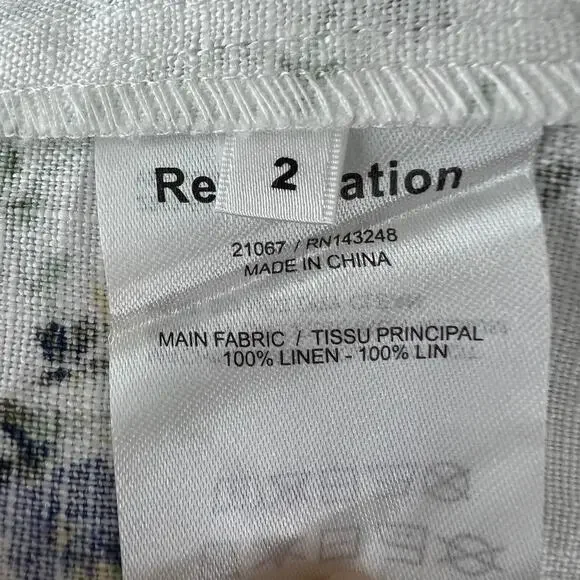 Re 2 ation
21067 / RN143248
MADE IN CHINA
MAIN FABRIC / TISSU PRINCIPAL
100% LINEN - 100% LIN